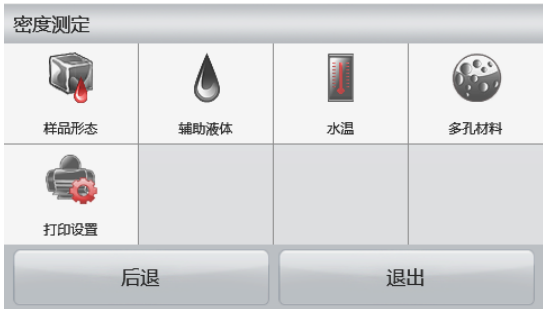 密度测定
样品形态 辅助液体 水温 多孔材料
打印设置
后退 退出